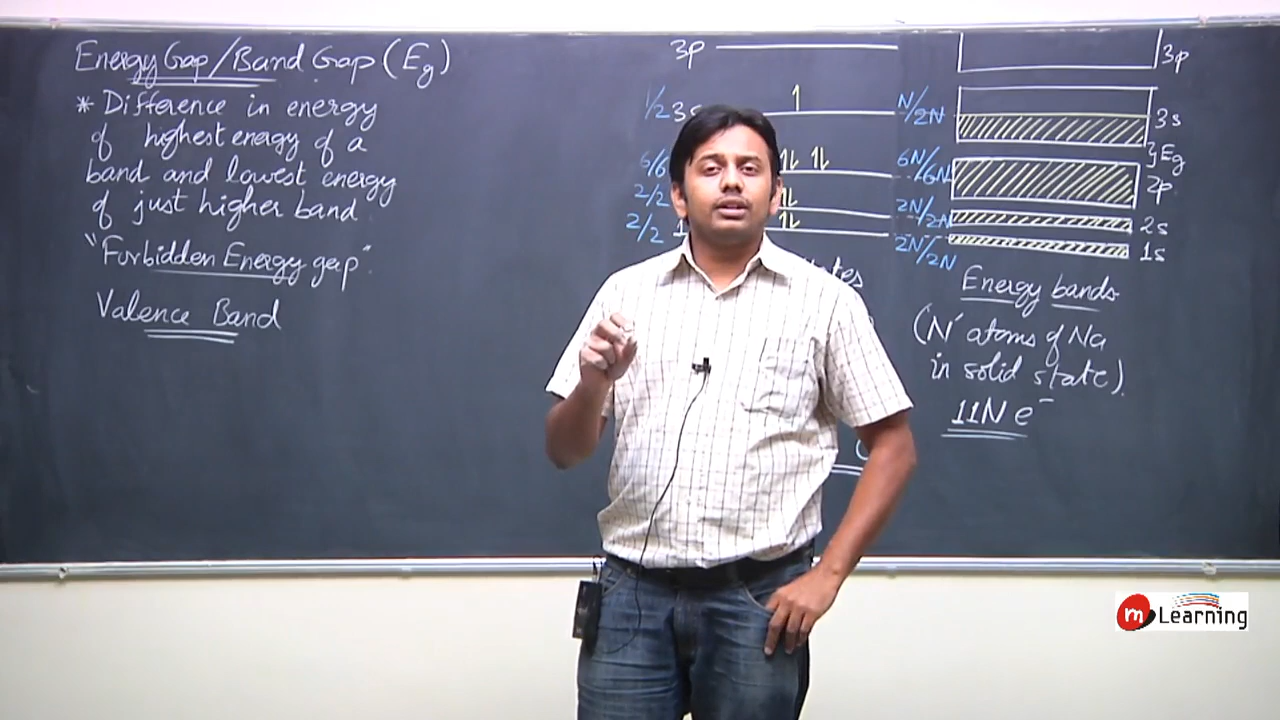 Energy Gap/Band Gap (Eg)
* Difference in energy
of highest energy of a
band and lowest energy
of just higher band.
"Forbidden Energy gap".
Valence Band
3p
1/2 3s 1
6/6 1l 1l
2/2 1l
2/2 1 1l
N/2N
6N/6N
2N/2N
2N/2N
3p
3s
}Eg
2p
2s
1s
Energy bands.
('N' atoms of Na
in solid state).
11N e⁻
m Learning